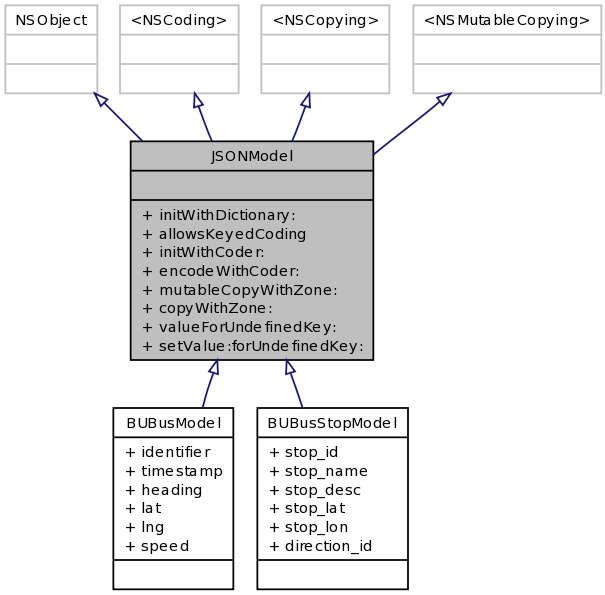 NSObject
<NSCoding>
<NSCopying>
<NSMutableCopying>
JSONModel
+ initWithDictionary:
+ allowsKeyedCoding
+ initWithCoder:
+ encodeWithCoder:
+ mutableCopyWithZone:
+ copyWithZone:
+ valueForUndefinedKey:
+ setValue:forUndefinedKey:
BUBusModel
+ identifier
+ timestamp
+ heading
+ lat
+ lng
+ speed
BUBusStopModel
+ stop_id
+ stop_name
+ stop_desc
+ stop_lat
+ stop_lon
+ direction_id